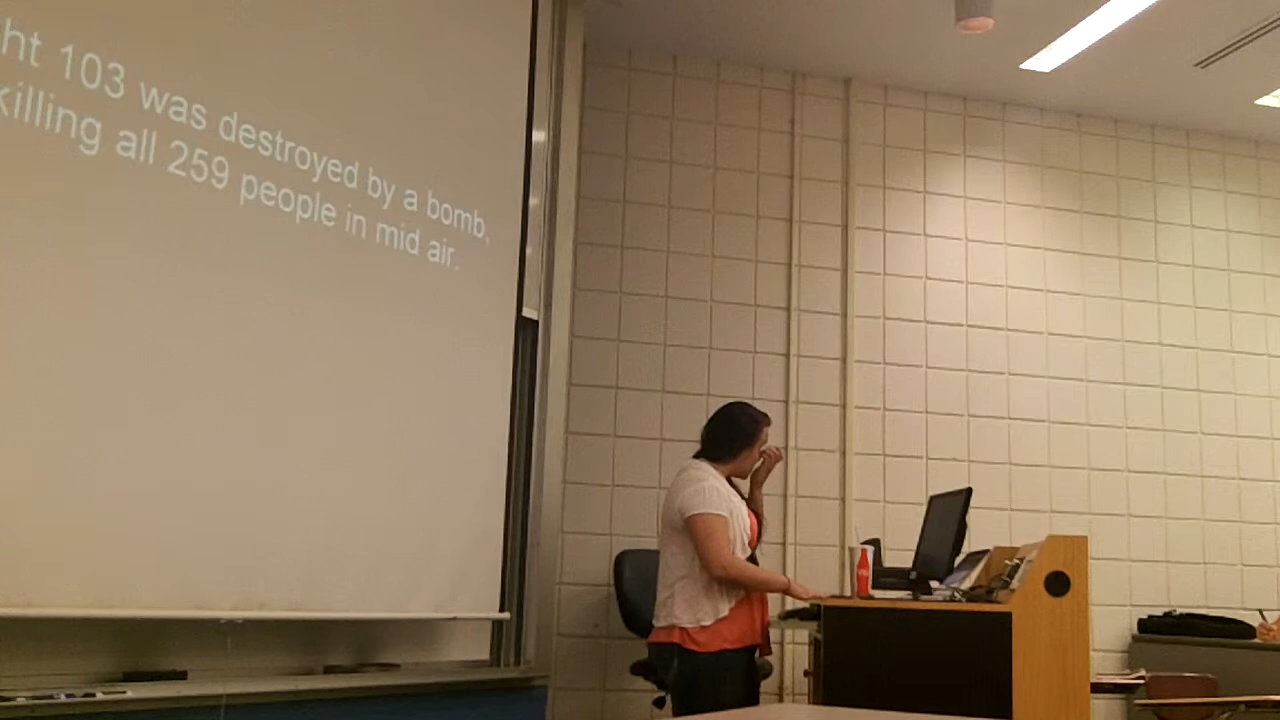 ht 103 was destroyed by a bomb,
killing all 259 people in mid air.